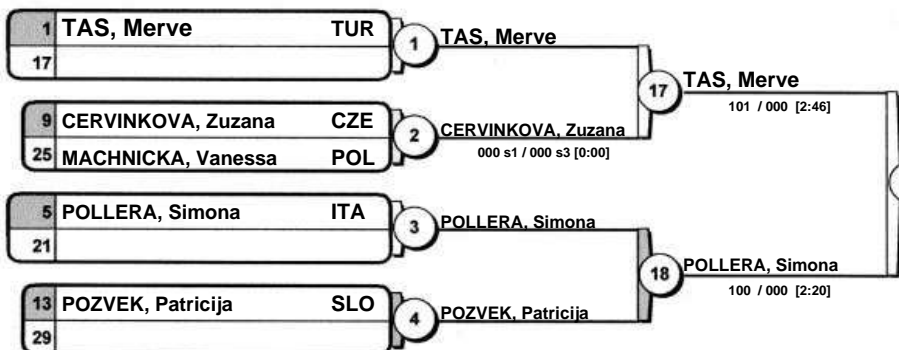 1 TAS, Merve TUR
17
1
TAS, Merve
9 CERVINKOVA, Zuzana CZE
25 MACHNICKA, Vanessa POL
2
CERVINKOVA, Zuzana
000 s1 / 000 s3 [0:00]
17
TAS, Merve
101 / 000 [2:46]
5 POLLERA, Simona ITA
21
3
POLLERA, Simona
13 POZVEK, Patricija SLO
29
4
POZVEK, Patricija
18
POLLERA, Simona
100 / 000 [2:20]